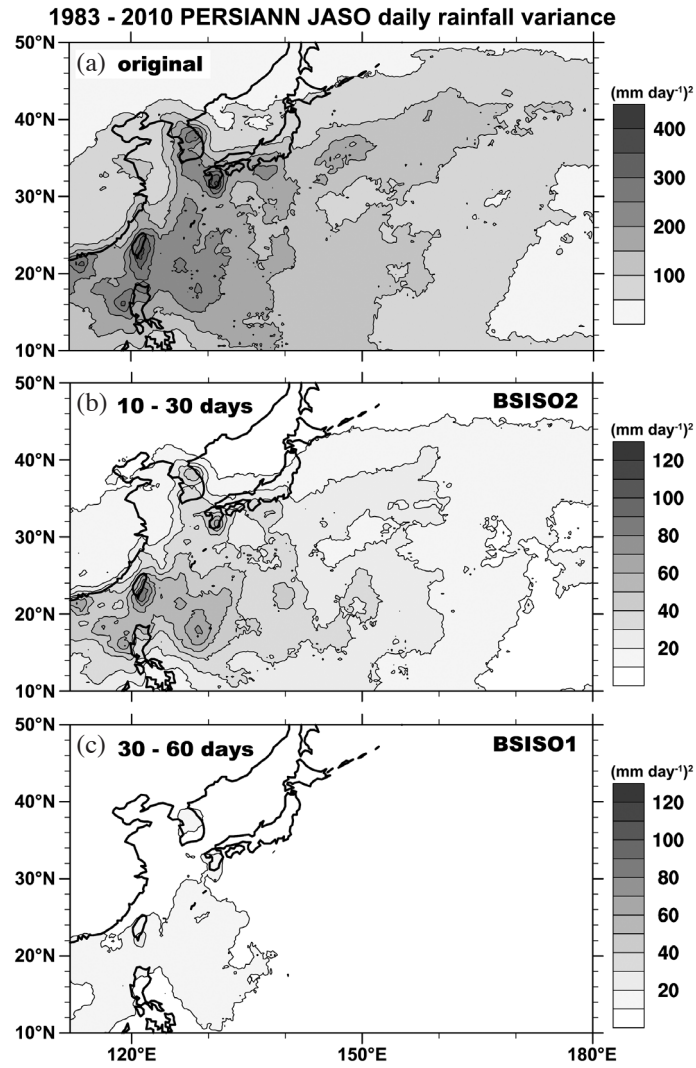 1983 - 2010 PERSIANN JASO daily rainfall variance
50°N
(a) original
40°N
30°N
20°N
10°N
(mm day⁻¹)²
400
300
200
100
50°N
(b) 10 - 30 days BSISO2
40°N
30°N
20°N
10°N
(mm day⁻¹)²
120
100
80
60
40
20
50°N
(c) 30 - 60 days BSISO1
40°N
30°N
20°N
10°N
(mm day⁻¹)²
120
100
80
60
40
20
120°E 150°E 180°E